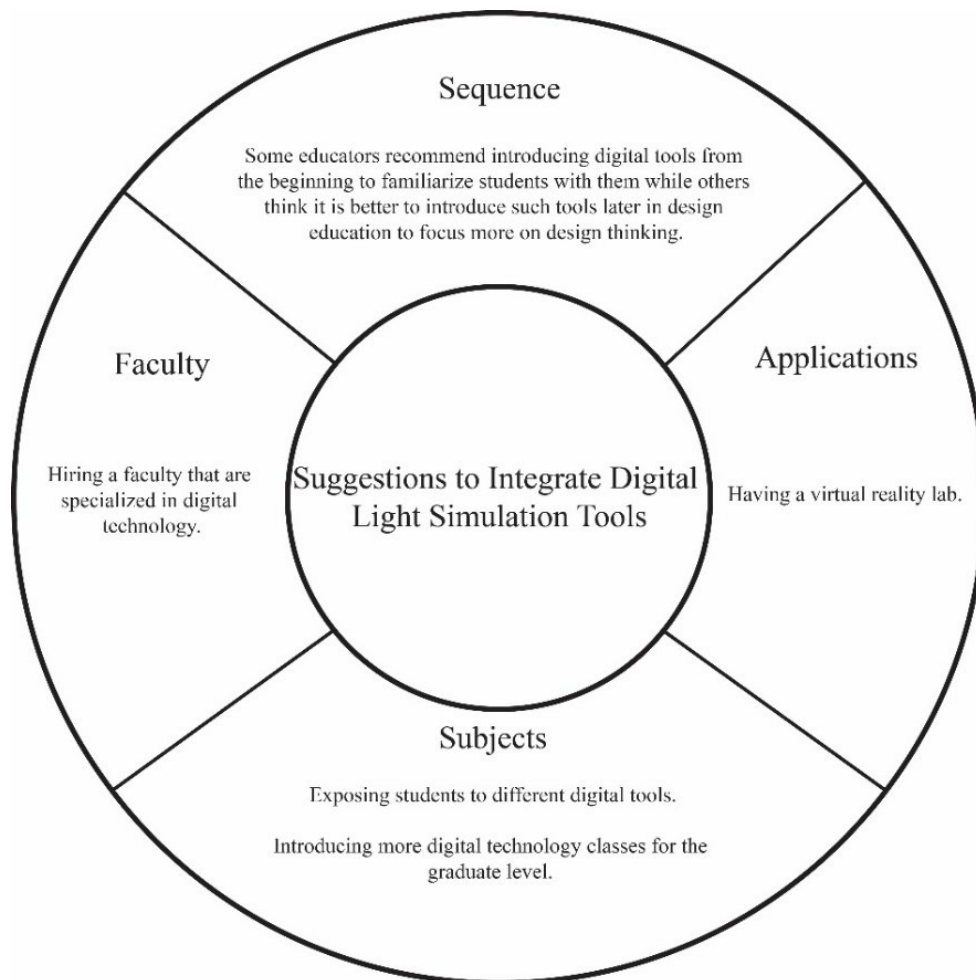 Sequence
Some educators recommend introducing digital tools from
the beginning to familiarize students with them while others
think it is better to introduce such tools later in design
education to focus more on design thinking.
Faculty
Hiring a faculty that are
specialized in digital
technology.
Suggestions to Integrate Digital
Light Simulation Tools
Applications
Having a virtual reality lab.
Subjects
Exposing students to different digital tools.
Introducing more digital technology classes for the
graduate level.